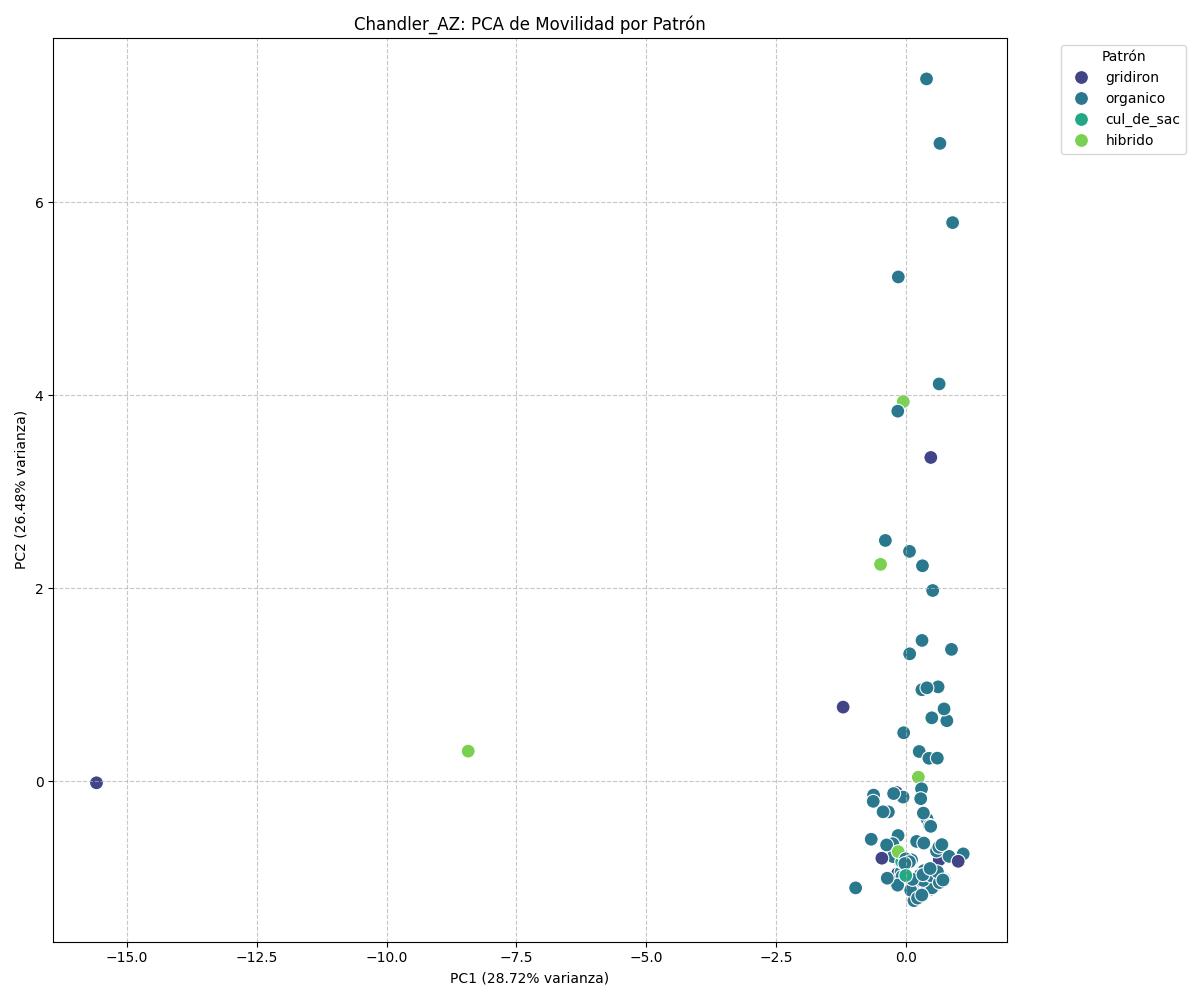 Chandler_AZ: PCA de Movilidad por Patrón
Patrón
gridiron
organico
cul_de_sac
hibrido
PC2 (26.48% varianza)
6
4
2
0
−15.0
−12.5
−10.0
−7.5
−5.0
−2.5
0.0
PC1 (28.72% varianza)